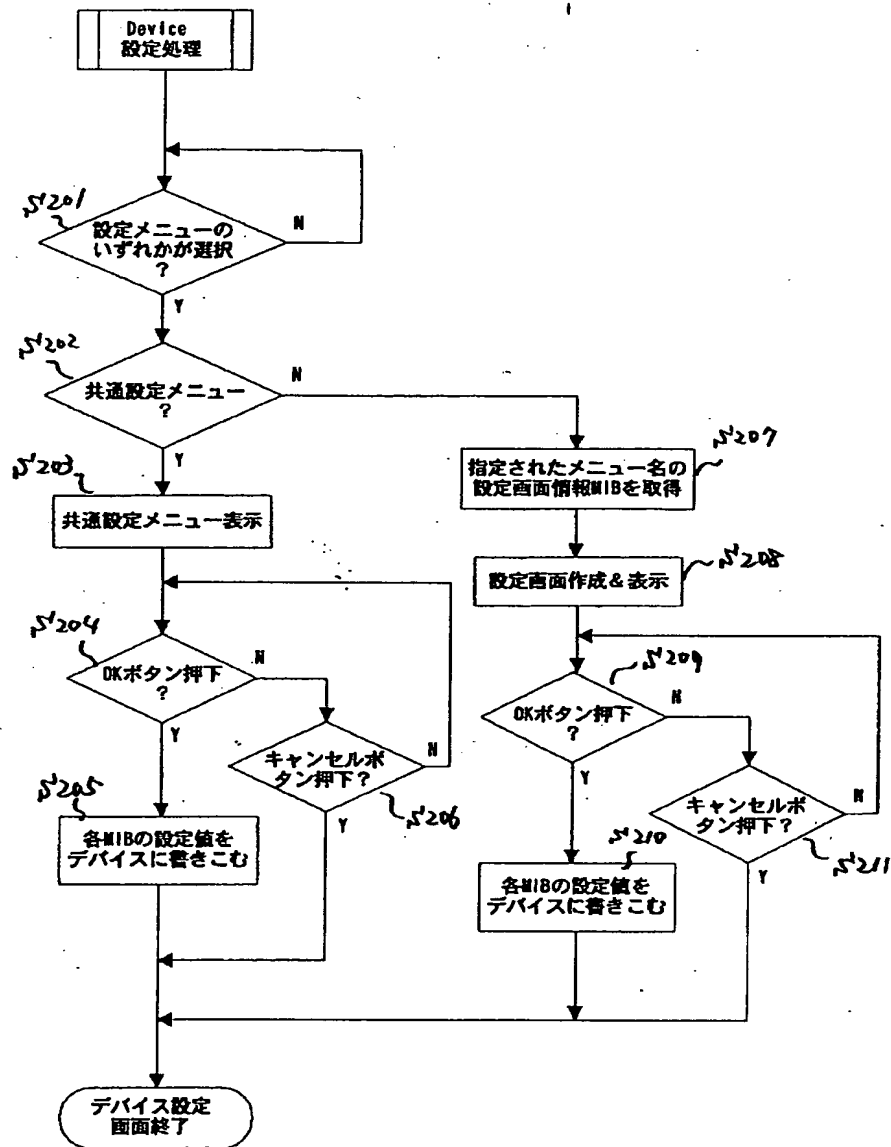 Device
設定処理
S201
設定メニューの
いずれかが選択
?
N
Y
S202
共通設定メニュー
?
N
Y
S203
共通設定メニュー表示
S204
OKボタン押下
?
N
Y
キャンセルボ
タン押下?
N
Y
S206
S205
各MIBの設定値を
デバイスに書きこむ
S207
指定されたメニュー名の
設定画面情報MIBを取得
設定画面作成&表示
S208
S209
OKボタン押下
?
N
Y
キャンセルボ
タン押下?
N
Y
S211
S210
各MIBの設定値を
デバイスに書きこむ
デバイス設定
画面終了